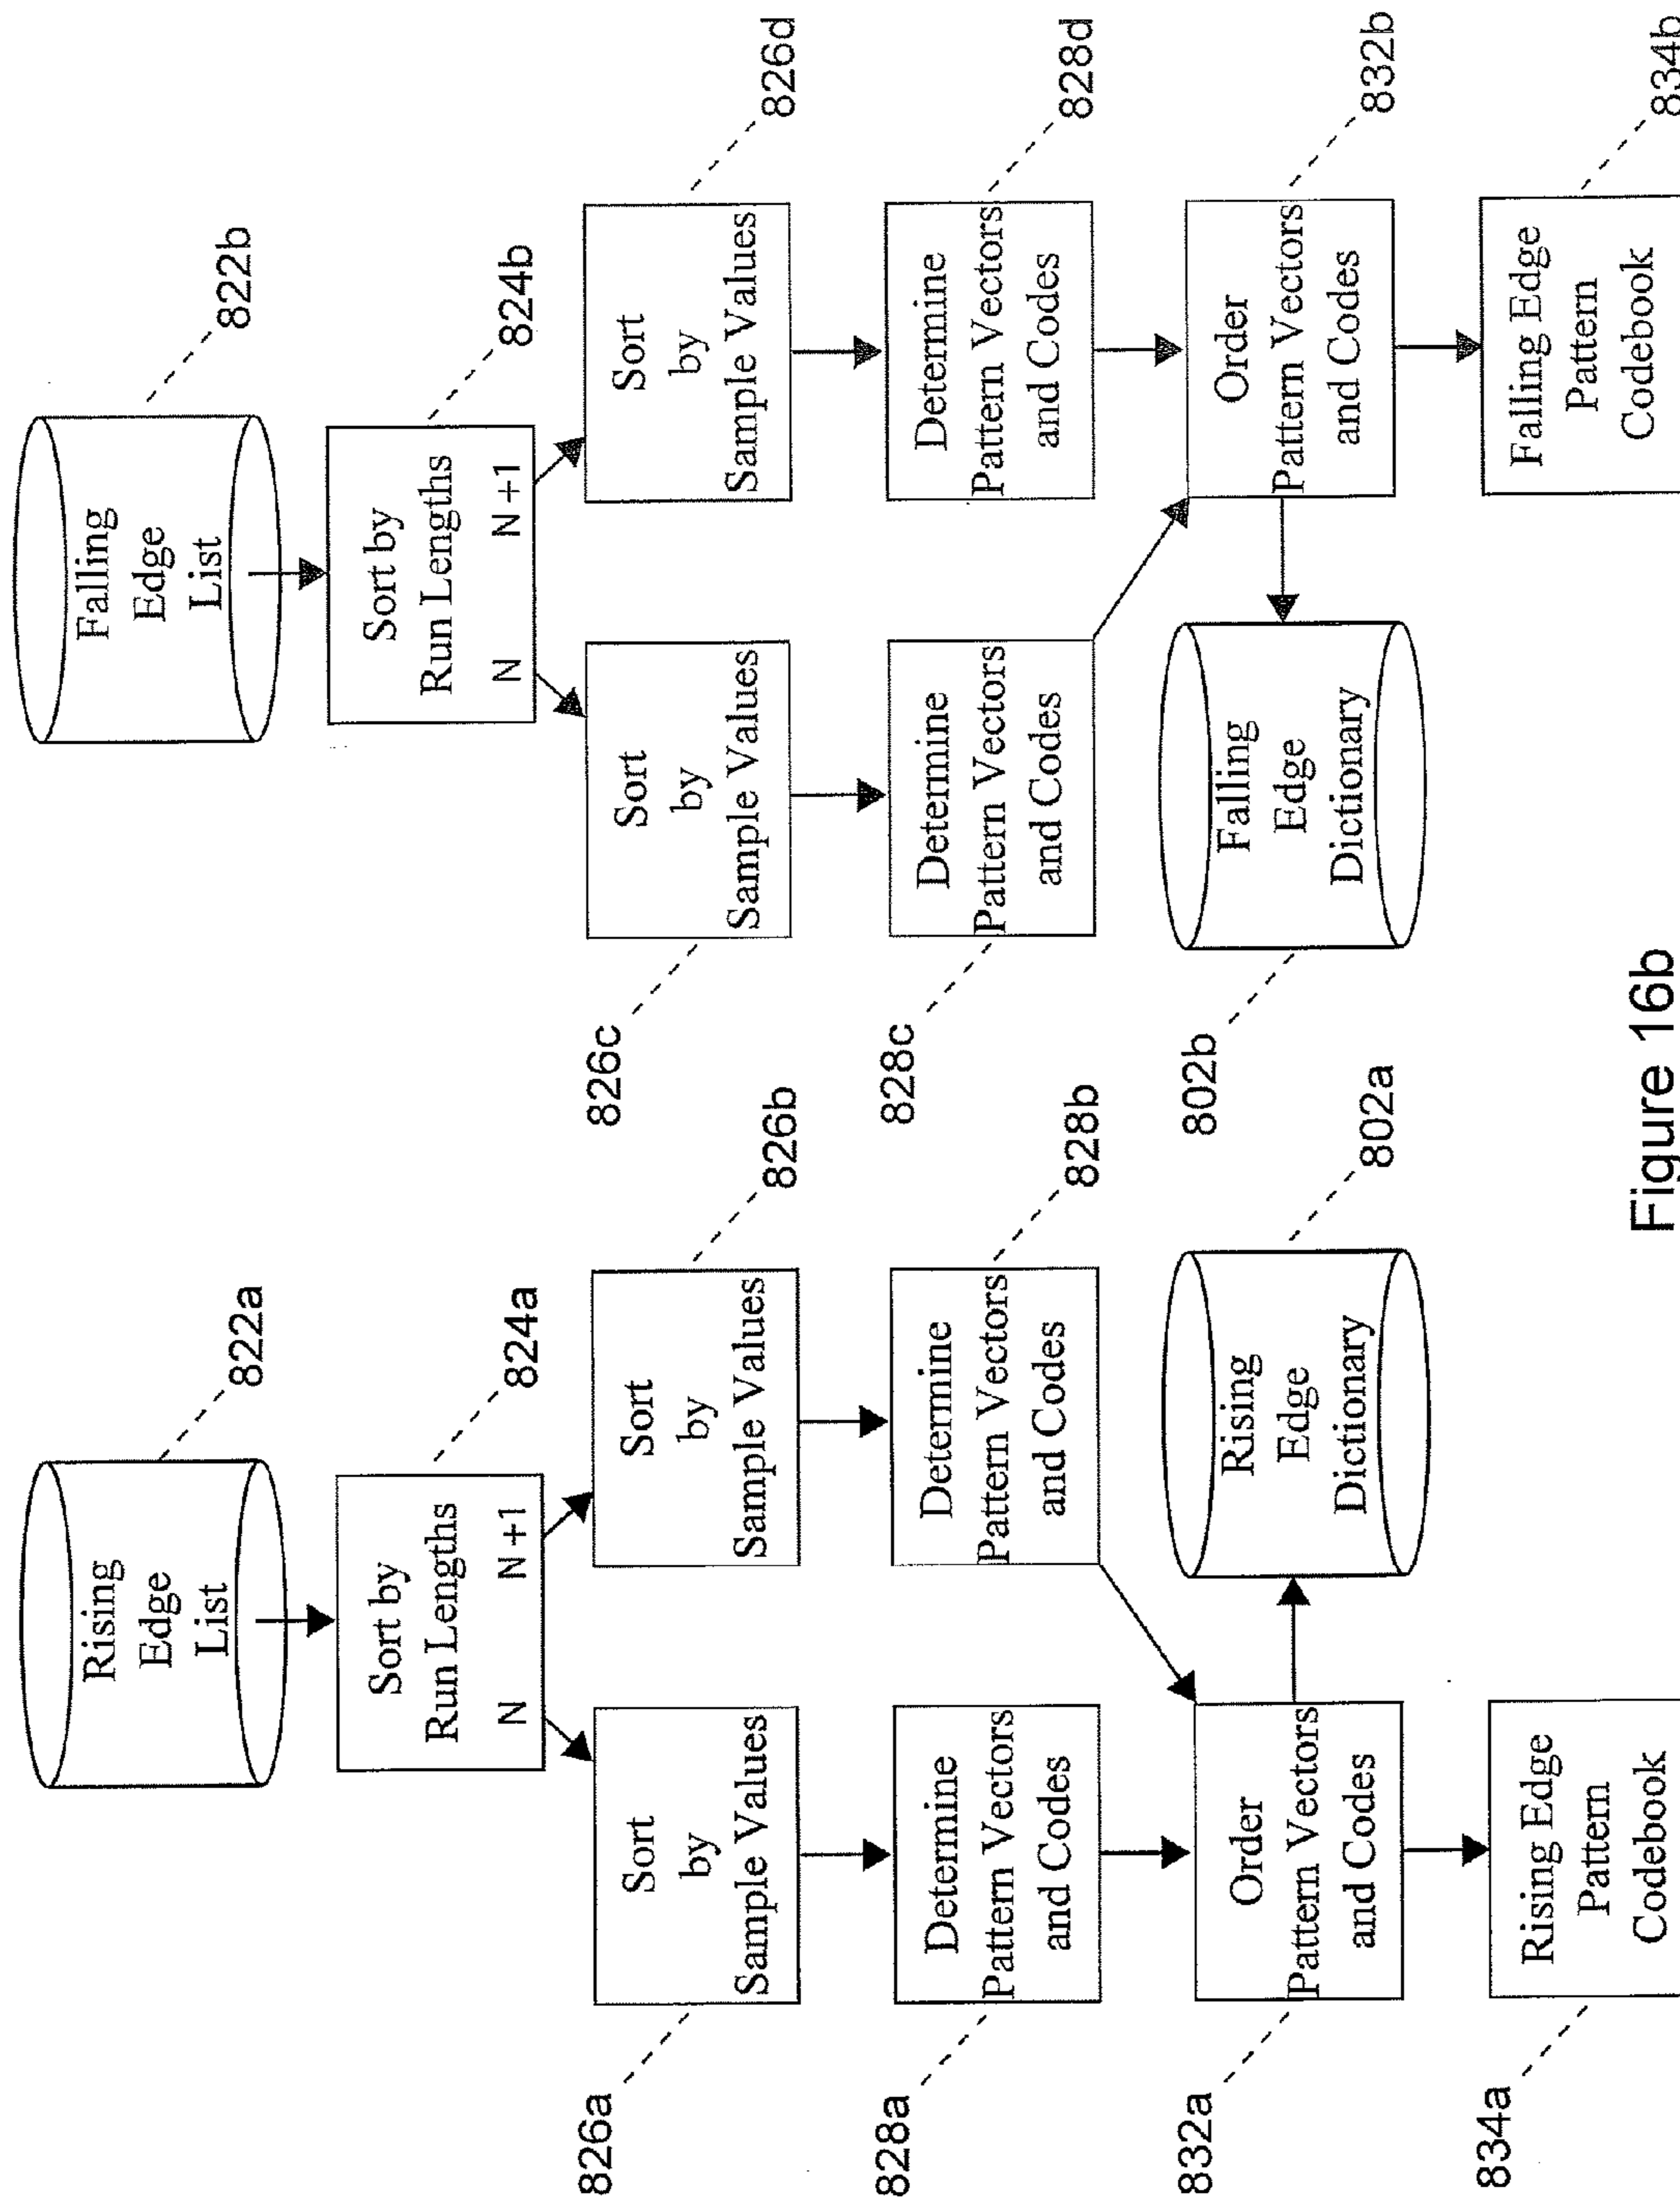 Rising
Edge
List
822a
Sort by
Run Lengths
N
N+1
824a
Sort
by
Sample Values
826a
Sort
by
Sample Values
826b
Determine
Pattern Vectors
and Codes
828a
Determine
Pattern Vectors
and Codes
828b
Order
Pattern Vectors
and Codes
832a
Rising
Edge
Dictionary
802a
Rising Edge
Pattern
Codebook
834a
Falling
Edge
List
822b
Sort by
Run Lengths
N
N+1
824b
Sort
by
Sample Values
826c
Sort
by
Sample Values
826d
Determine
Pattern Vectors
and Codes
828c
Determine
Pattern Vectors
and Codes
828d
Falling
Edge
Dictionary
802b
Order
Pattern Vectors
and Codes
832b
Falling Edge
Pattern
Codebook
834b
Figure 16b